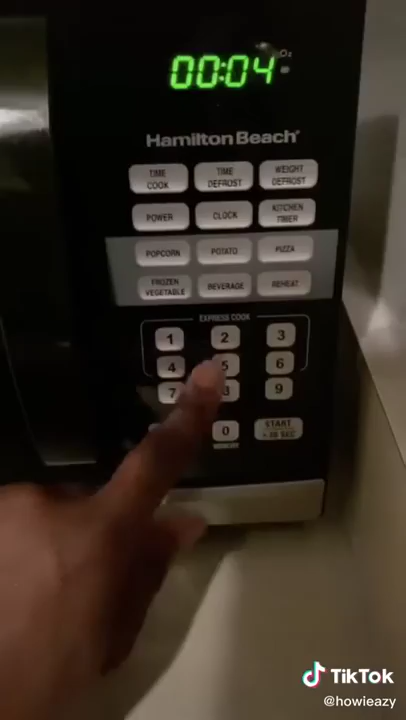 00:04
Oz
Hamilton Beach®
TIME COOK
TIME DEFROST
WEIGHT DEFROST
POWER
CLOCK
KITCHEN TIMER
POPCORN
POTATO
PIZZA
FROZEN VEGETABLE
BEVERAGE
REHEAT
EXPRESS COOK
1 2 3
4 5 6
7 8 9
0
MEMORY
START
+30 SEC
TikTok
@howieazy